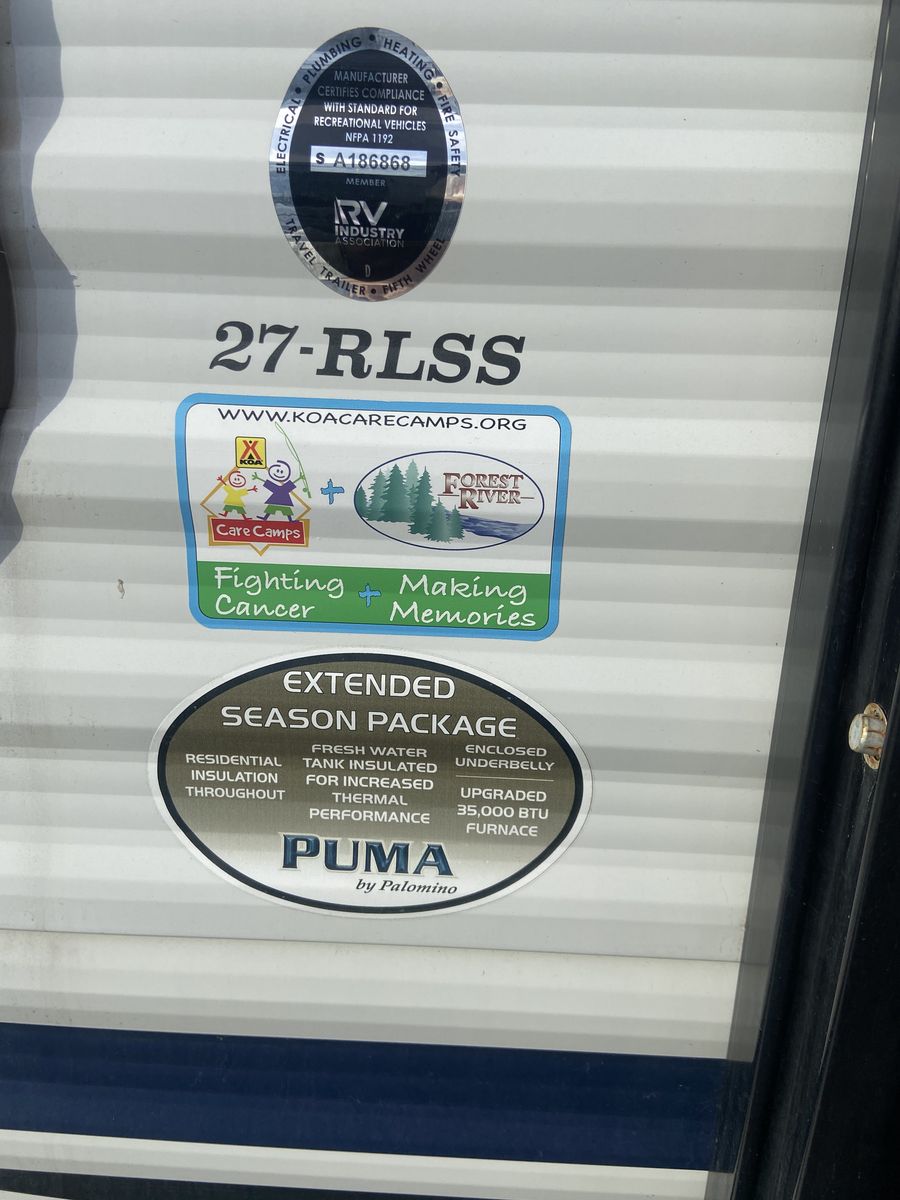 ELECTRICAL • PLUMBING • HEATING • FIRE SAFETY
MANUFACTURER
CERTIFIES COMPLIANCE
WITH STANDARD FOR
RECREATIONAL VEHICLES
NFPA 1192
S A186868
MEMBER
RV
INDUSTRY
ASSOCIATION
D
TRAVEL TRAILER • FIFTH WHEEL
27-RLSS
WWW.KOACARECAMPS.ORG
KOA
Care Camps
+
FOREST
RIVER
Fighting + Making
Cancer Memories
EXTENDED
SEASON PACKAGE
RESIDENTIAL
INSULATION
THROUGHOUT
FRESH WATER
TANK INSULATED
FOR INCREASED
THERMAL
PERFORMANCE
ENCLOSED
UNDERBELLY
UPGRADED
35,000 BTU
FURNACE
PUMA
by Palomino